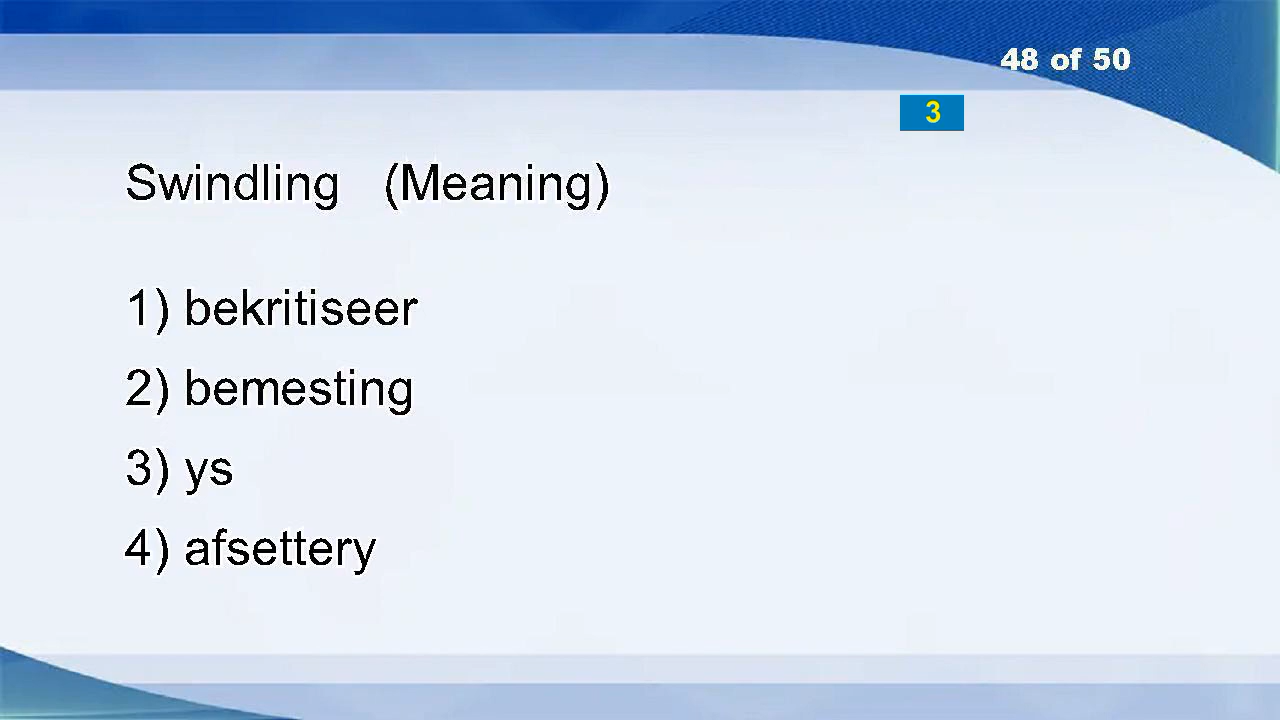 48 of 50
3
Swindling (Meaning)
1) bekritiseer
2) bemesting
3) ys
4) afsettery